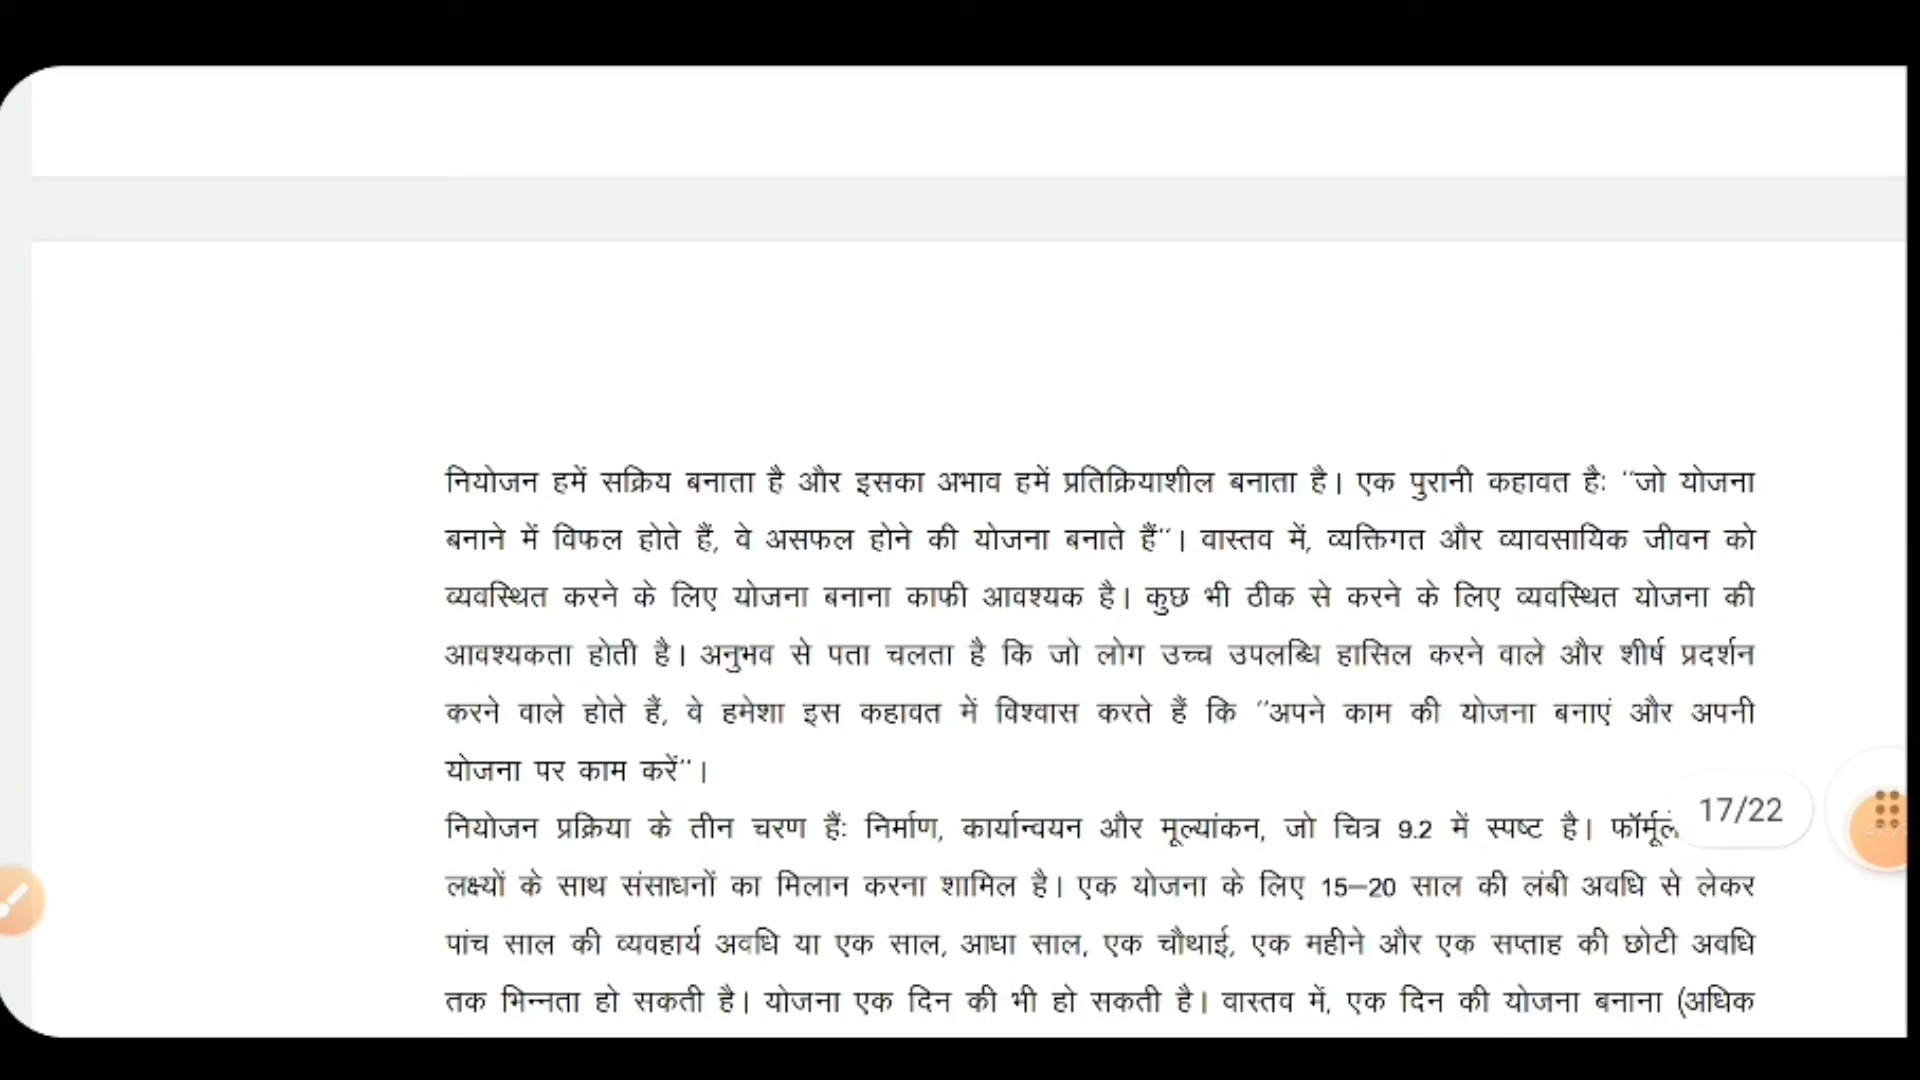 नियोजन हमें सक्रिय बनाता है और इसका अभाव हमें प्रतिक्रियाशील बनाता है। एक पुरानी कहावत हैः “जो योजना
बनाने में विफल होते हैं, वे असफल होने की योजना बनाते हैं”। वास्तव में, व्यक्तिगत और व्यावसायिक जीवन को
व्यवस्थित करने के लिए योजना बनाना काफी आवश्यक है। कुछ भी ठीक से करने के लिए व्यवस्थित योजना की
आवश्यकता होती है। अनुभव से पता चलता है कि जो लोग उच्च उपलब्धि हासिल करने वाले और शीर्ष प्रदर्शन
करने वाले होते हैं, वे हमेशा इस कहावत में विश्वास करते हैं कि “अपने काम की योजना बनाएं और अपनी
योजना पर काम करें”।
नियोजन प्रक्रिया के तीन चरण हैंः निर्माण, कार्यान्वयन और मूल्यांकन, जो चित्र 9.2 में स्पष्ट है।
17/22
लक्ष्यों के साथ संसाधनों का मिलान करना शामिल है। एक योजना के लिए 15–20 साल की लंबी अवधि से लेकर
पांच साल की व्यवहार्य अवधि या एक साल, आधा साल, एक चौथाई, एक महीने और एक सप्ताह की छोटी अवधि
तक भिन्नता हो सकती है। योजना एक दिन की भी हो सकती है। वास्तव में, एक दिन की योजना बनाना (अधिक